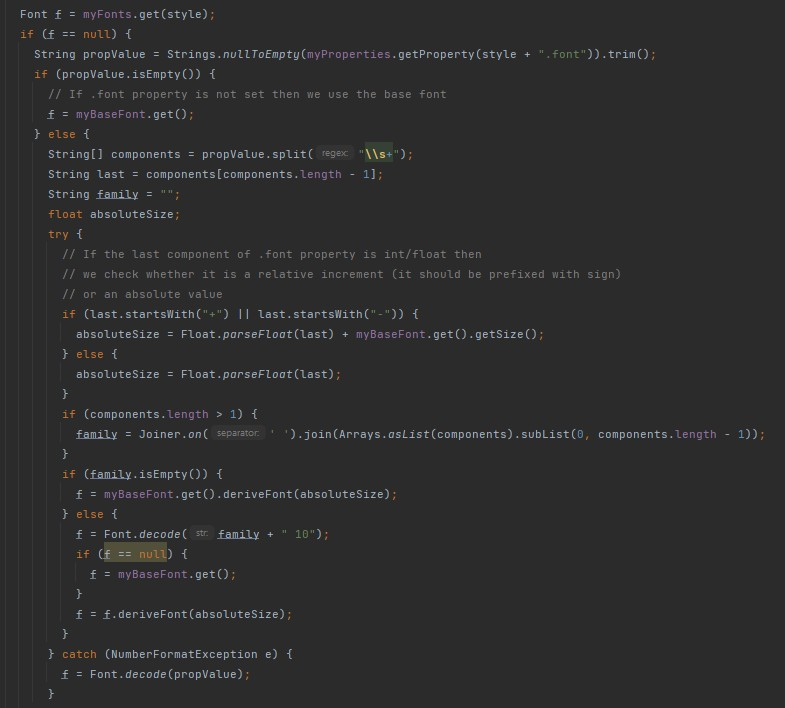 Font f = myFonts.get(style);
if (f == null) {
String propValue = Strings.nullToEmpty(myProperties.getProperty(style + ".font")).trim();
if (propValue.isEmpty()) {
// If .font property is not set then we use the base font
f = myBaseFont.get();
} else {
String[] components = propValue.split( regex: "\\s+");
String last = components[components.length - 1];
String family = "";
float absoluteSize;
try {
// If the last component of .font property is int/float then
// we check whether it is a relative increment (it should be prefixed with sign)
// or an absolute value
if (last.startsWith("+") || last.startsWith("-")) {
absoluteSize = Float.parseFloat(last) + myBaseFont.get().getSize();
} else {
absoluteSize = Float.parseFloat(last);
}
if (components.length > 1) {
family = Joiner.on( separator: ' ').join(Arrays.asList(components).subList(0, components.length - 1));
}
if (family.isEmpty()) {
f = myBaseFont.get().deriveFont(absoluteSize);
} else {
f = Font.decode( str: family + " 10");
if (f == null) {
f = myBaseFont.get();
}
f = f.deriveFont(absoluteSize);
}
} catch (NumberFormatException e) {
f = Font.decode(propValue);
}